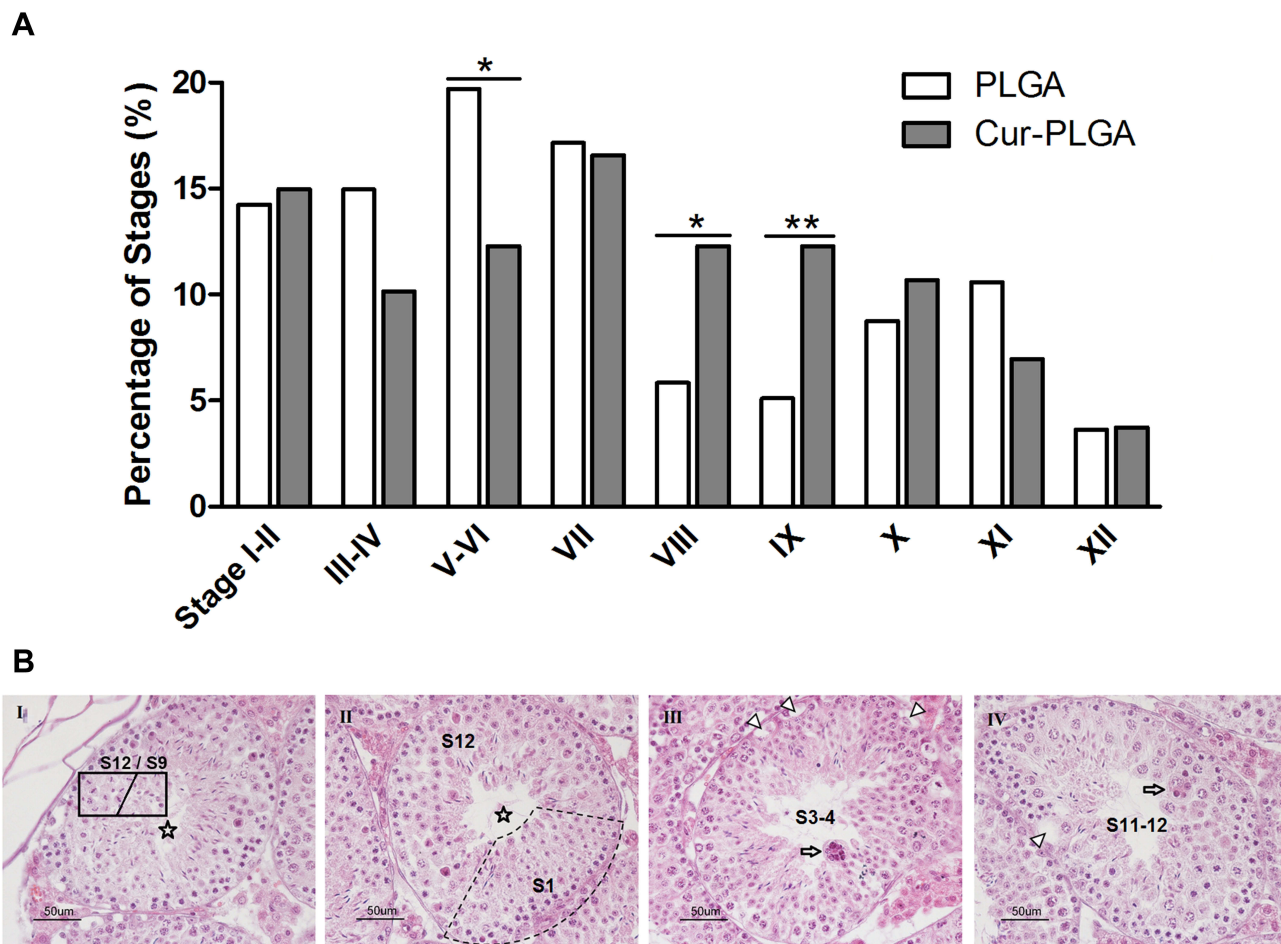 A
Percentage of Stages (%)
20
15
10
5
0
*
*
**
PLGA
Cur-PLGA
Stage I-II
III-IV
V-VI
VII
VIII
IX
X
XI
XII
B
I
S12 / S9
50um
II
S12
S1
50um
III
S3-4
50um
IV
S11-12
50um